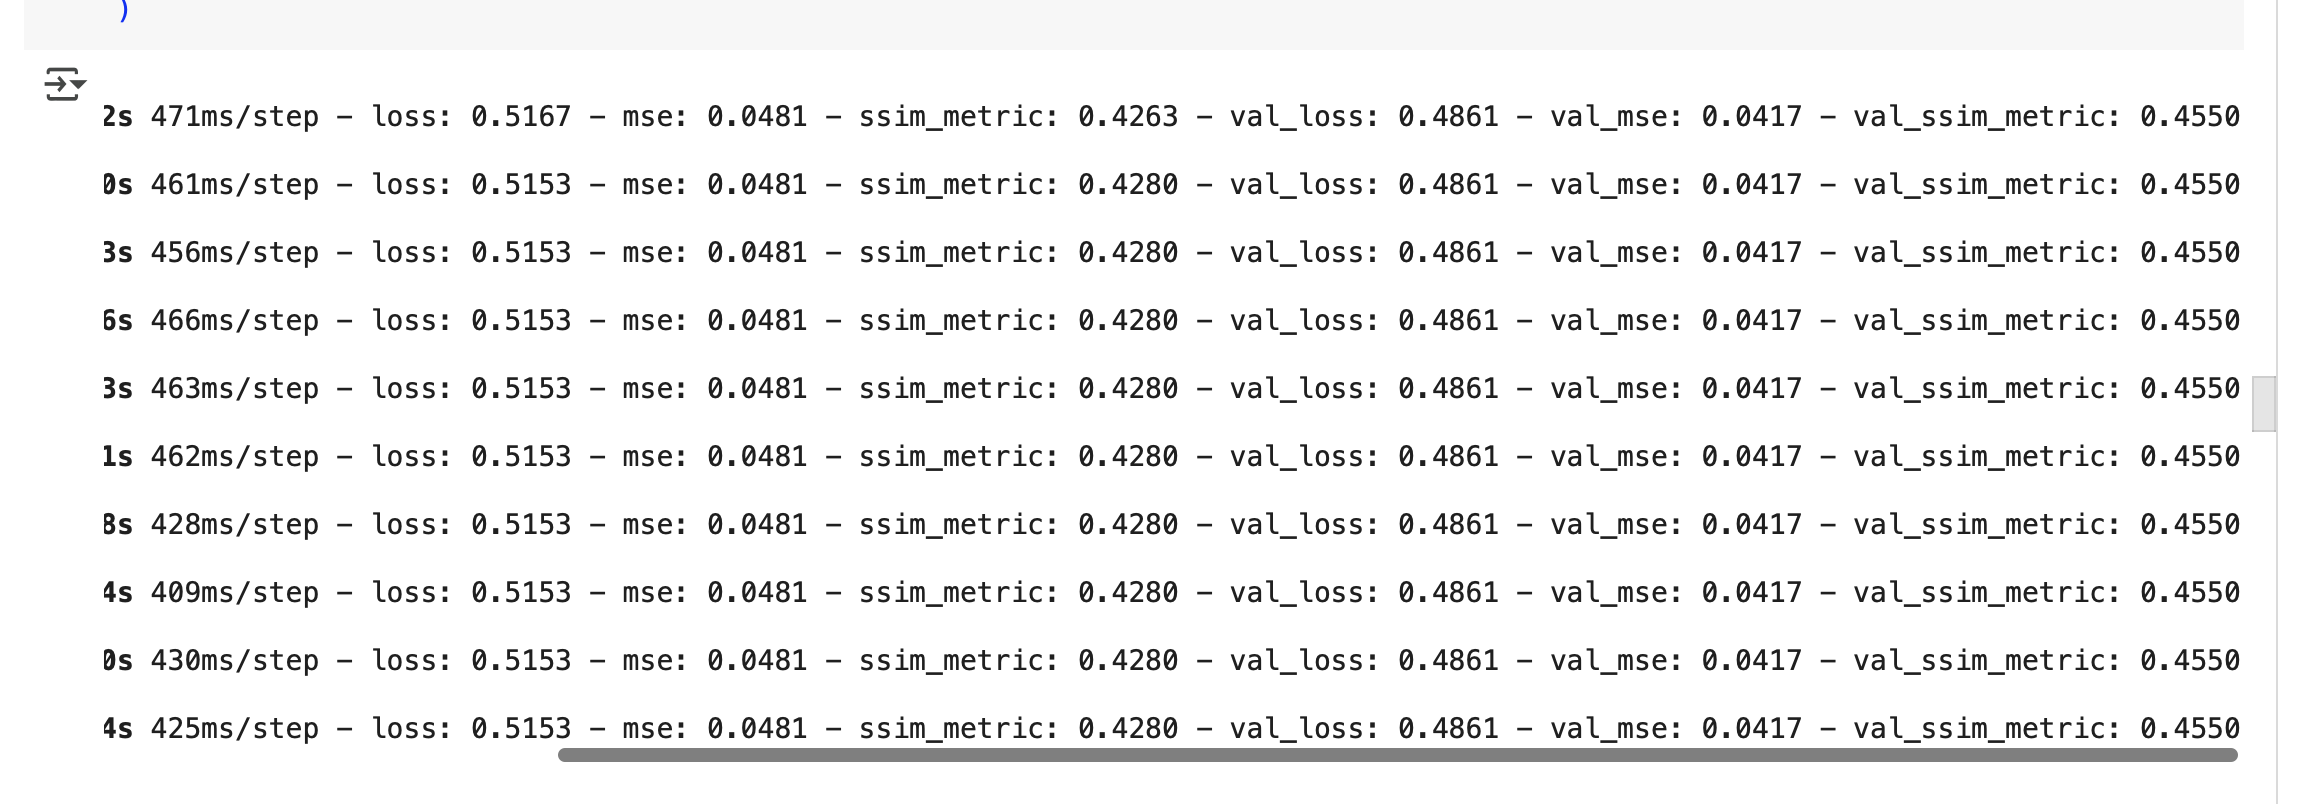 )
2s 471ms/step - loss: 0.5167 - mse: 0.0481 - ssim_metric: 0.4263 - val_loss: 0.4861 - val_mse: 0.0417 - val_ssim_metric: 0.4550
0s 461ms/step - loss: 0.5153 - mse: 0.0481 - ssim_metric: 0.4280 - val_loss: 0.4861 - val_mse: 0.0417 - val_ssim_metric: 0.4550
3s 456ms/step - loss: 0.5153 - mse: 0.0481 - ssim_metric: 0.4280 - val_loss: 0.4861 - val_mse: 0.0417 - val_ssim_metric: 0.4550
6s 466ms/step - loss: 0.5153 - mse: 0.0481 - ssim_metric: 0.4280 - val_loss: 0.4861 - val_mse: 0.0417 - val_ssim_metric: 0.4550
3s 463ms/step - loss: 0.5153 - mse: 0.0481 - ssim_metric: 0.4280 - val_loss: 0.4861 - val_mse: 0.0417 - val_ssim_metric: 0.4550
1s 462ms/step - loss: 0.5153 - mse: 0.0481 - ssim_metric: 0.4280 - val_loss: 0.4861 - val_mse: 0.0417 - val_ssim_metric: 0.4550
8s 428ms/step - loss: 0.5153 - mse: 0.0481 - ssim_metric: 0.4280 - val_loss: 0.4861 - val_mse: 0.0417 - val_ssim_metric: 0.4550
4s 409ms/step - loss: 0.5153 - mse: 0.0481 - ssim_metric: 0.4280 - val_loss: 0.4861 - val_mse: 0.0417 - val_ssim_metric: 0.4550
0s 430ms/step - loss: 0.5153 - mse: 0.0481 - ssim_metric: 0.4280 - val_loss: 0.4861 - val_mse: 0.0417 - val_ssim_metric: 0.4550
4s 425ms/step - loss: 0.5153 - mse: 0.0481 - ssim_metric: 0.4280 - val_loss: 0.4861 - val_mse: 0.0417 - val_ssim_metric: 0.4550